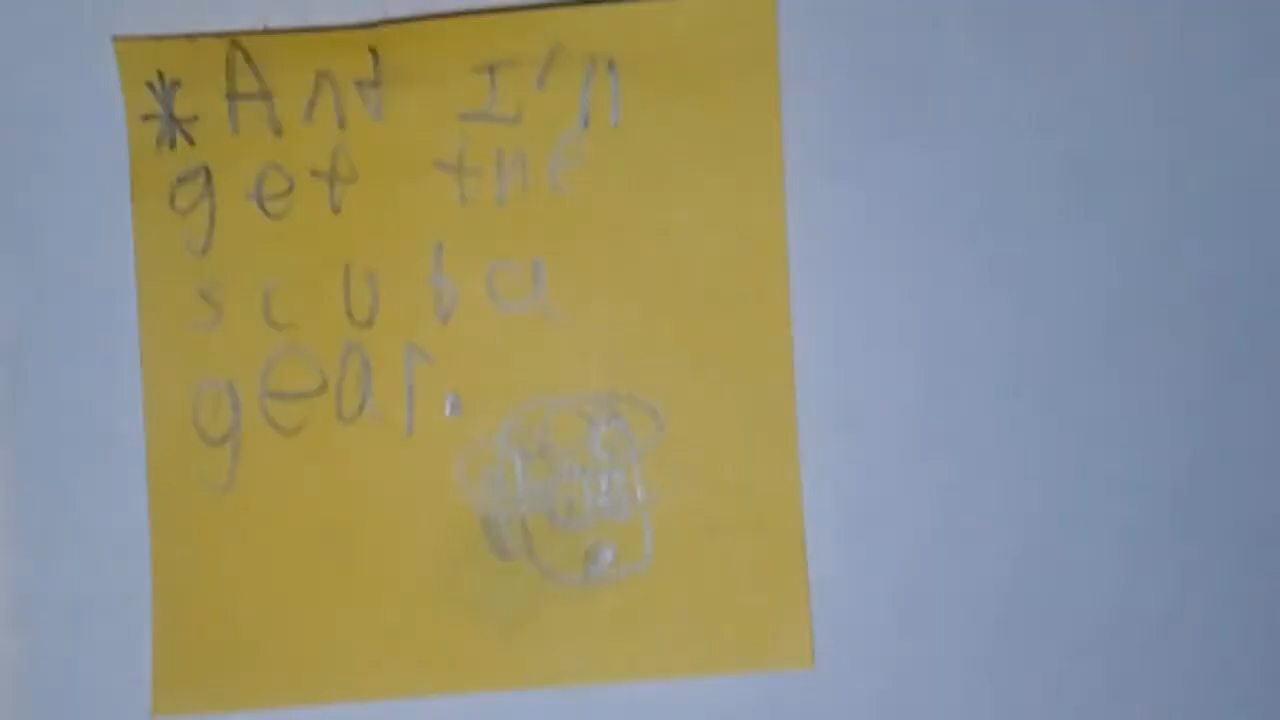 *And I'll
get the
scuba
gear.